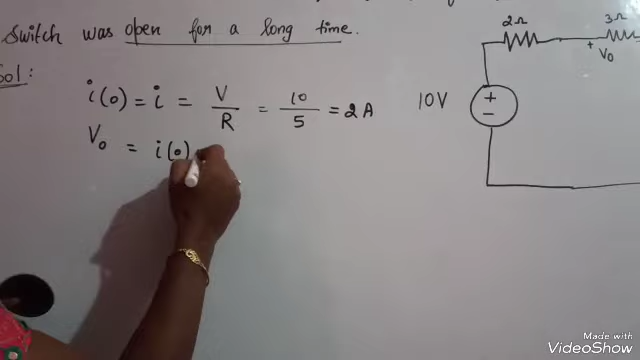 Switch was open for a long time.
Sol:
i(0) = i = V/R = 10/5 = 2A
V₀ = i(0)
2Ω
3Ω
+ V₀
10V
+
−
Made with
VideoShow